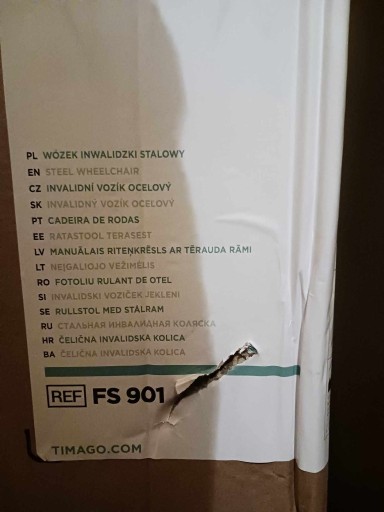 PL WÓZEK INWALIDZKI STALOWY
EN STEEL WHEELCHAIR
CZ INVALIDNÍ VOZÍK OCELOVÝ
SK INVALIDNÝ VOZÍK OCEĽOVÝ
PT CADEIRA DE RODAS
EE RATASTOOL TERASEST
LV MANUĀLAIS RITEŅKRĒSLS AR TĒRAUDA RĀMI
LT NEĮGALIOJO VEŽIMĖLIS
RO FOTOLIU RULANT DE OTEL
SI INVALIDSKI VOZIČEK JEKLENI
SE RULLSTOL MED STÅLRAM
RU СТАЛЬНАЯ ИНВАЛИДНАЯ КОЛЯСКА
HR ČELIČNA INVALIDSKA KOLICA
BA ČELIČNA INVALIDSKA KOLICA
REF FS 901
TIMAGO.COM